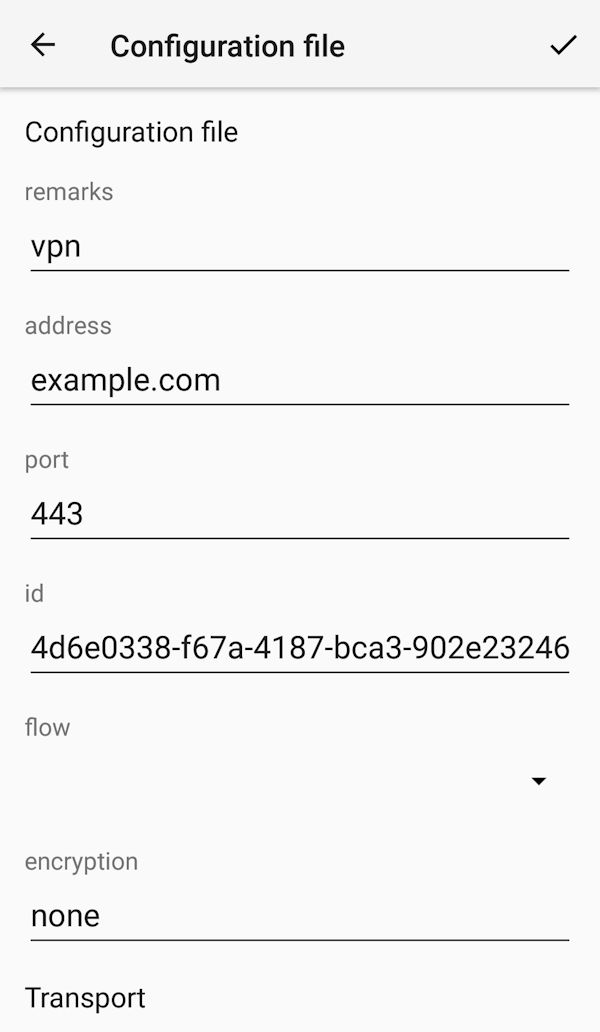 Configuration file
Configuration file
remarks
vpn
address
example.com
port
443
id
4d6e0338-f67a-4187-bca3-902e23246
flow
encryption
none
Transport